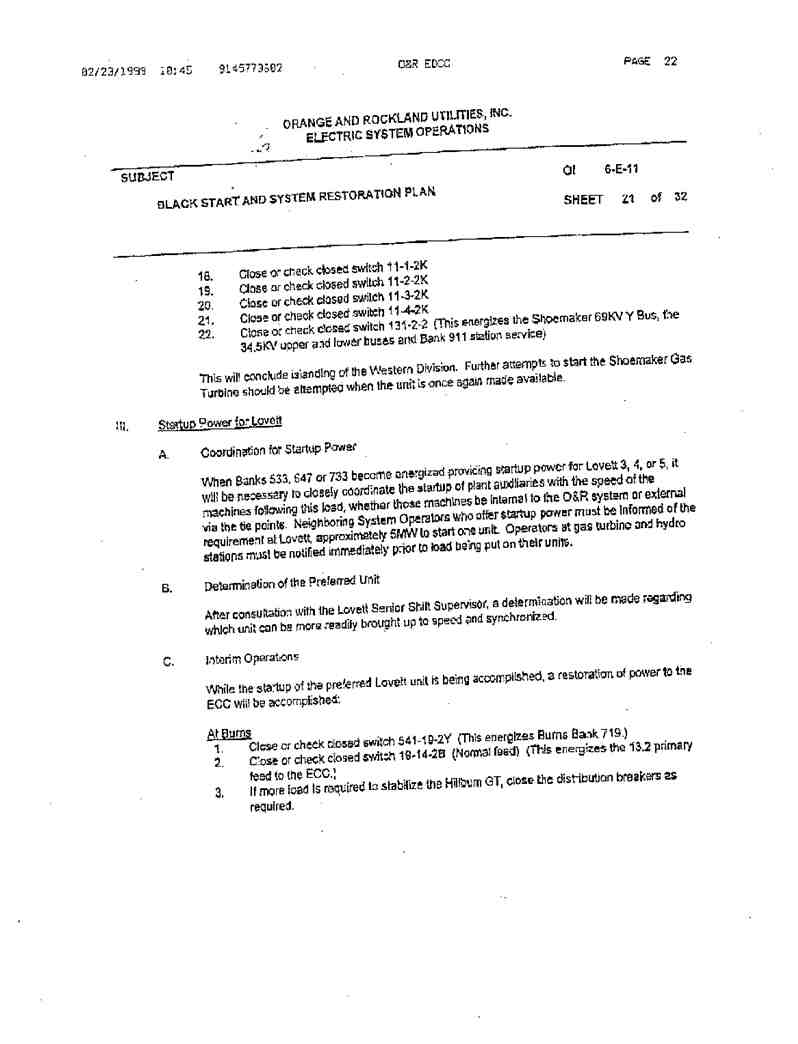 02/23/1999 10:45 9145773602 O&R EDCC PAGE 22
ORANGE AND ROCKLAND UTILITIES, INC.
ELECTRIC SYSTEM OPERATIONS
SUBJECT OI 6-E-11
BLACK START AND SYSTEM RESTORATION PLAN SHEET 21 of 32
18. Close or check closed switch 11-1-2K
19. Close or check closed switch 11-2-2K
20. Close or check closed switch 11-3-2K
21. Close or check closed switch 11-4-2K
22. Close or check closed switch 131-2-2 (This energizes the Shoemaker 69KV Y Bus, the
34.5KV upper and lower buses and Bank 911 station service)
This will conclude islanding of the Western Division. Further attempts to start the Shoemaker Gas
Turbine should be attempted when the unit is once again made available.
III. Startup Power for Lovett
A. Coordination for Startup Power
When Banks 533, 647 or 733 become energized providing startup power for Lovett 3, 4, or 5, it
will be necessary to closely coordinate the startup of plant auxiliaries with the speed of the
machines following this load, whether those machines be internal to the O&R system or external
via the tie points. Neighboring System Operators who offer startup power must be informed of the
requirement at Lovett, approximately 5MW to start one unit. Operators at gas turbine and hydro
stations must be notified immediately prior to load being put on their units.
B. Determination of the Preferred Unit
After consultation with the Lovett Senior Shift Supervisor, a determination will be made regarding
which unit can be more readily brought up to speed and synchronized.
C. Interim Operations
While the startup of the preferred Lovett unit is being accomplished, a restoration of power to the
ECC will be accomplished:
At Burns
1. Close or check closed switch 541-19-2Y (This energizes Burns Bank 719.)
2. Close or check closed switch 19-14-2B (Normal feed) (This energizes the 13.2 primary
feed to the ECC.)
3. If more load is required to stabilize the Hillburn GT, close the distribution breakers as
required.